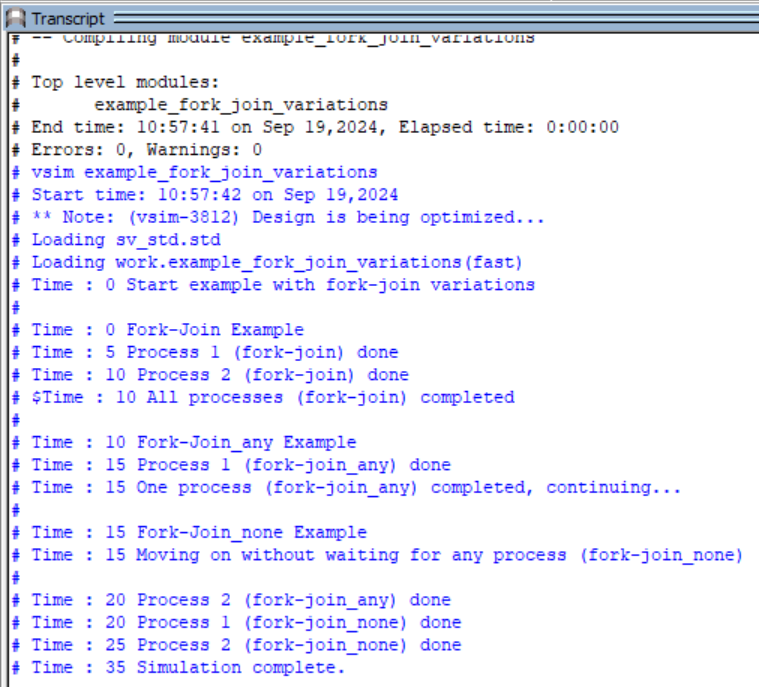 Transcript
# -- Compiling module example_fork_join_variations
#
# Top level modules:
#       example_fork_join_variations
# End time: 10:57:41 on Sep 19,2024, Elapsed time: 0:00:00
# Errors: 0, Warnings: 0
# vsim example_fork_join_variations
# Start time: 10:57:42 on Sep 19,2024
# ** Note: (vsim-3812) Design is being optimized...
# Loading sv_std.std
# Loading work.example_fork_join_variations(fast)
# Time : 0 Start example with fork-join variations
#
# Time : 0 Fork-Join Example
# Time : 5 Process 1 (fork-join) done
# Time : 10 Process 2 (fork-join) done
# $Time : 10 All processes (fork-join) completed
#
# Time : 10 Fork-Join_any Example
# Time : 15 Process 1 (fork-join_any) done
# Time : 15 One process (fork-join_any) completed, continuing...
#
# Time : 15 Fork-Join_none Example
# Time : 15 Moving on without waiting for any process (fork-join_none)
#
# Time : 20 Process 2 (fork-join_any) done
# Time : 20 Process 1 (fork-join_none) done
# Time : 25 Process 2 (fork-join_none) done
# Time : 35 Simulation complete.